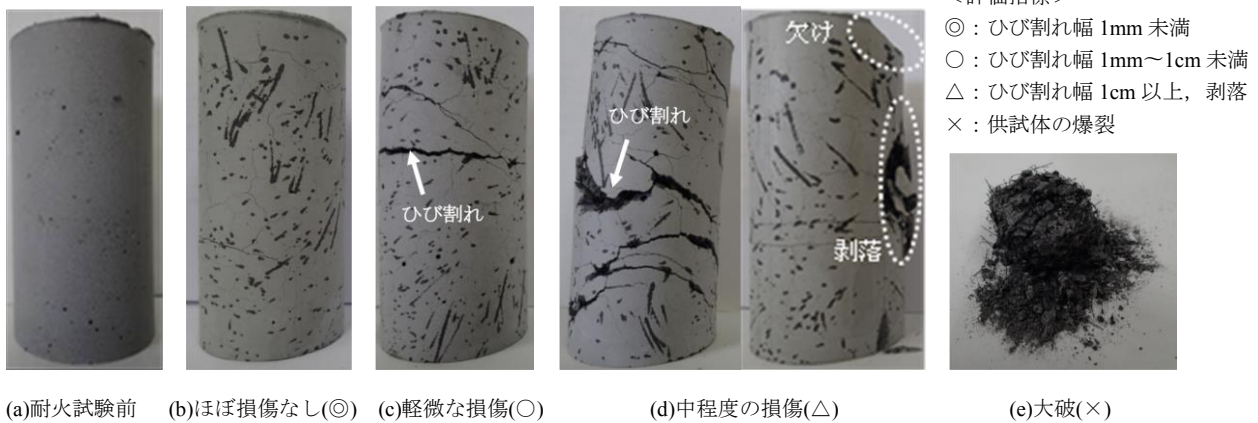 ＜評価指標＞
◎：ひび割れ幅 1mm 未満
○：ひび割れ幅 1mm～1cm 未満
△：ひび割れ幅 1cm 以上，剥落
×：供試体の爆裂
ひび割れ
ひび割れ
欠け
剥落
(a)耐火試験前
(b)ほぼ損傷なし(◎)
(c)軽微な損傷(○)
(d)中程度の損傷(△)
(e)大破(×)